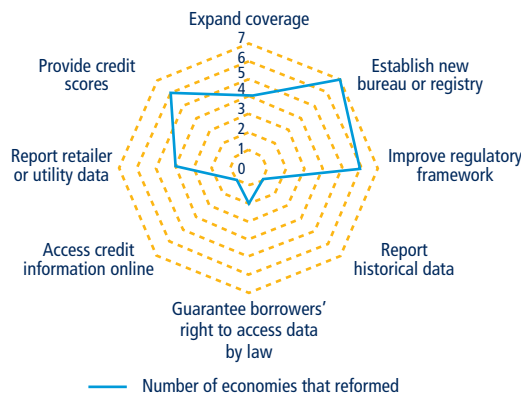 Expand coverage
7
6
5
4
3
2
1
0
Provide credit
scores
Establish new
bureau or registry
Report retailer
or utility data
Improve regulatory
framework
Access credit
information online
Report
historical data
Guarantee borrowers'
right to access data
by law
Number of economies that reformed